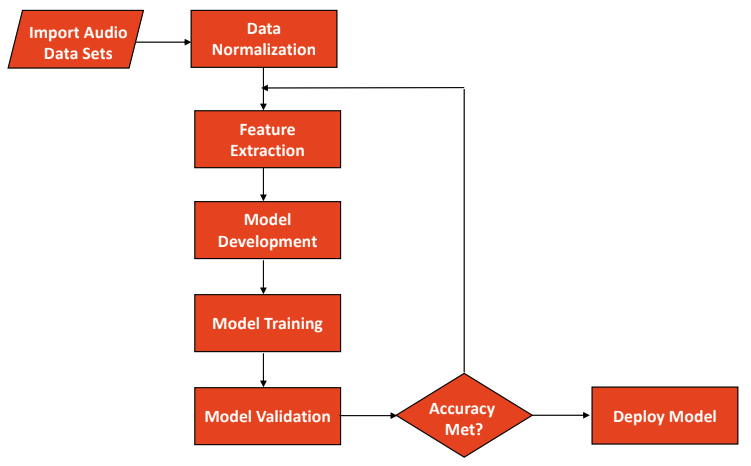 Import Audio
Data Sets
Data
Normalization
Feature
Extraction
Model
Development
Model Training
Model Validation
Accuracy
Met?
Deploy Model